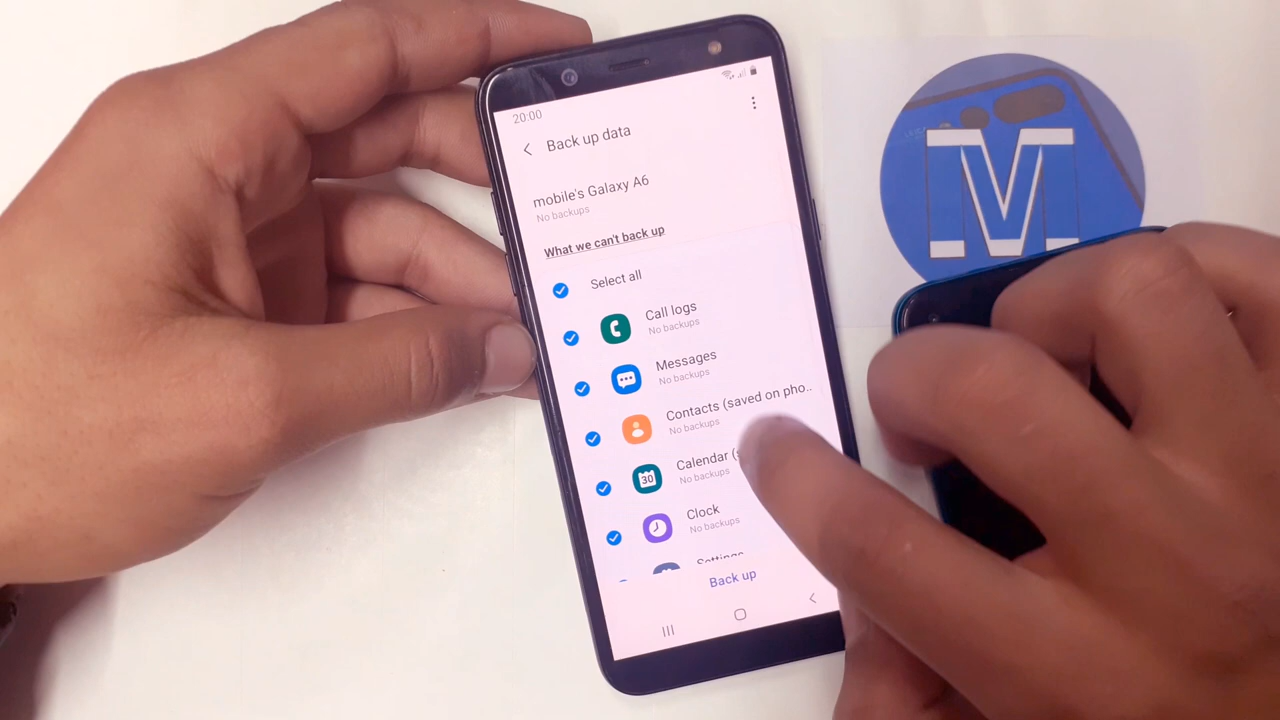 20:00
Back up data
mobile's Galaxy A6
No backups
What we can't back up
Select all
Call logs
No backups
Messages
No backups
Contacts (saved on pho..
No backups
Calendar (s
No backups
30
Clock
No backups
Settings
Back up
M